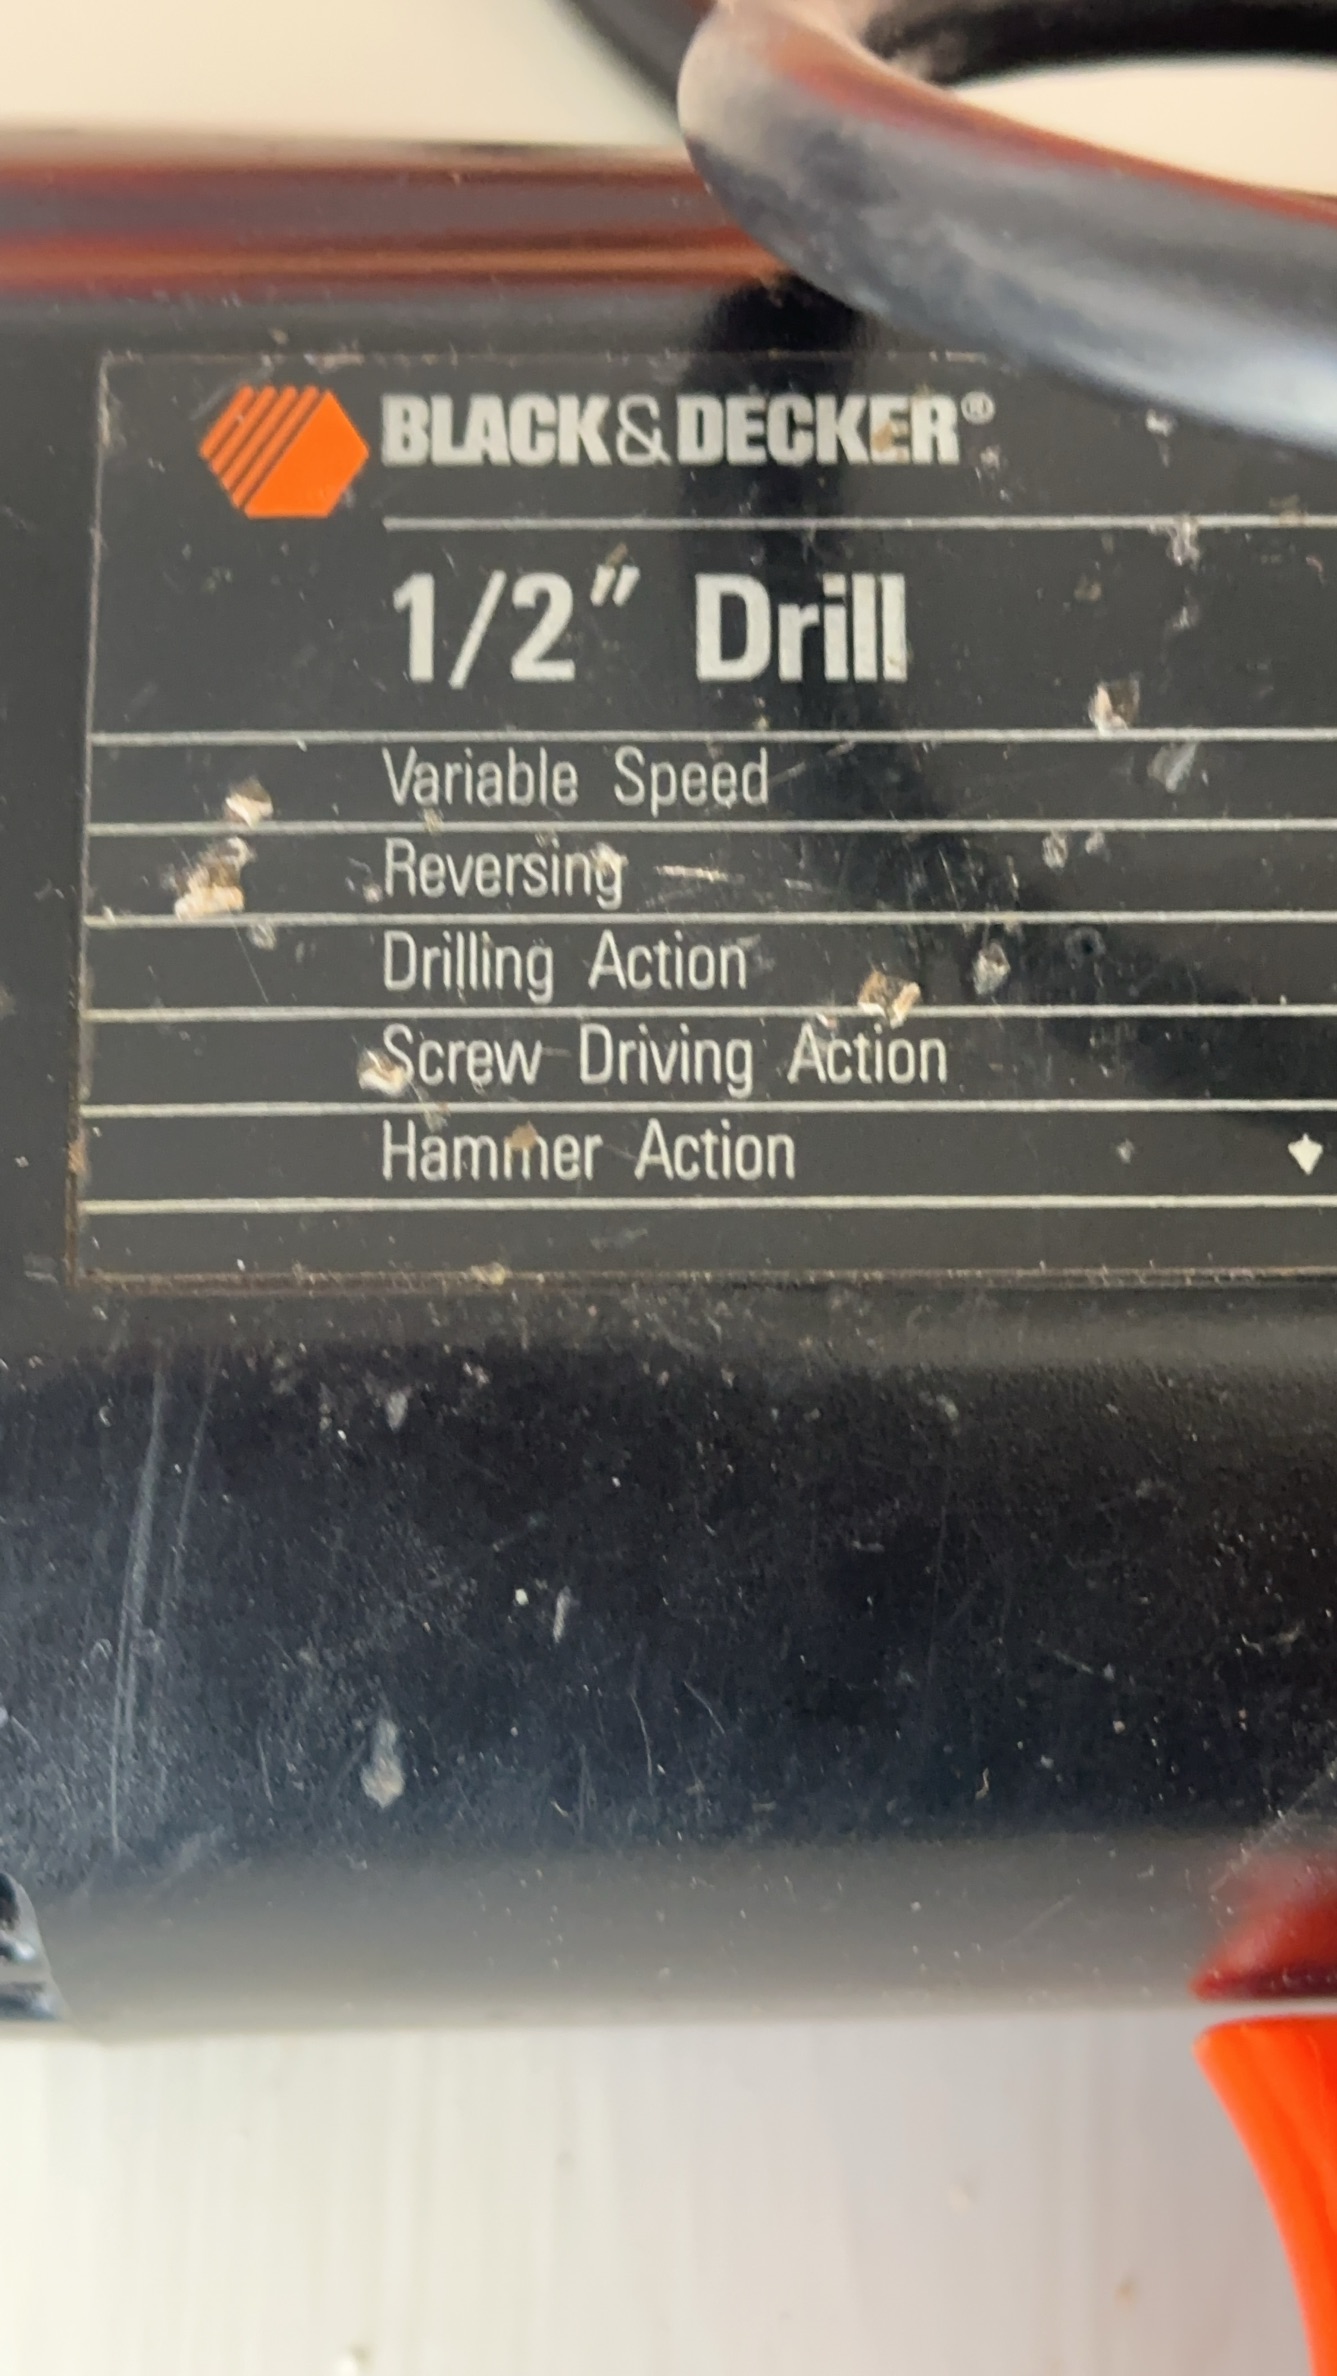 BLACK&DECKER®
1/2" Drill
Variable Speed
Reversing
Drilling Action
Screw Driving Action
Hammer Action